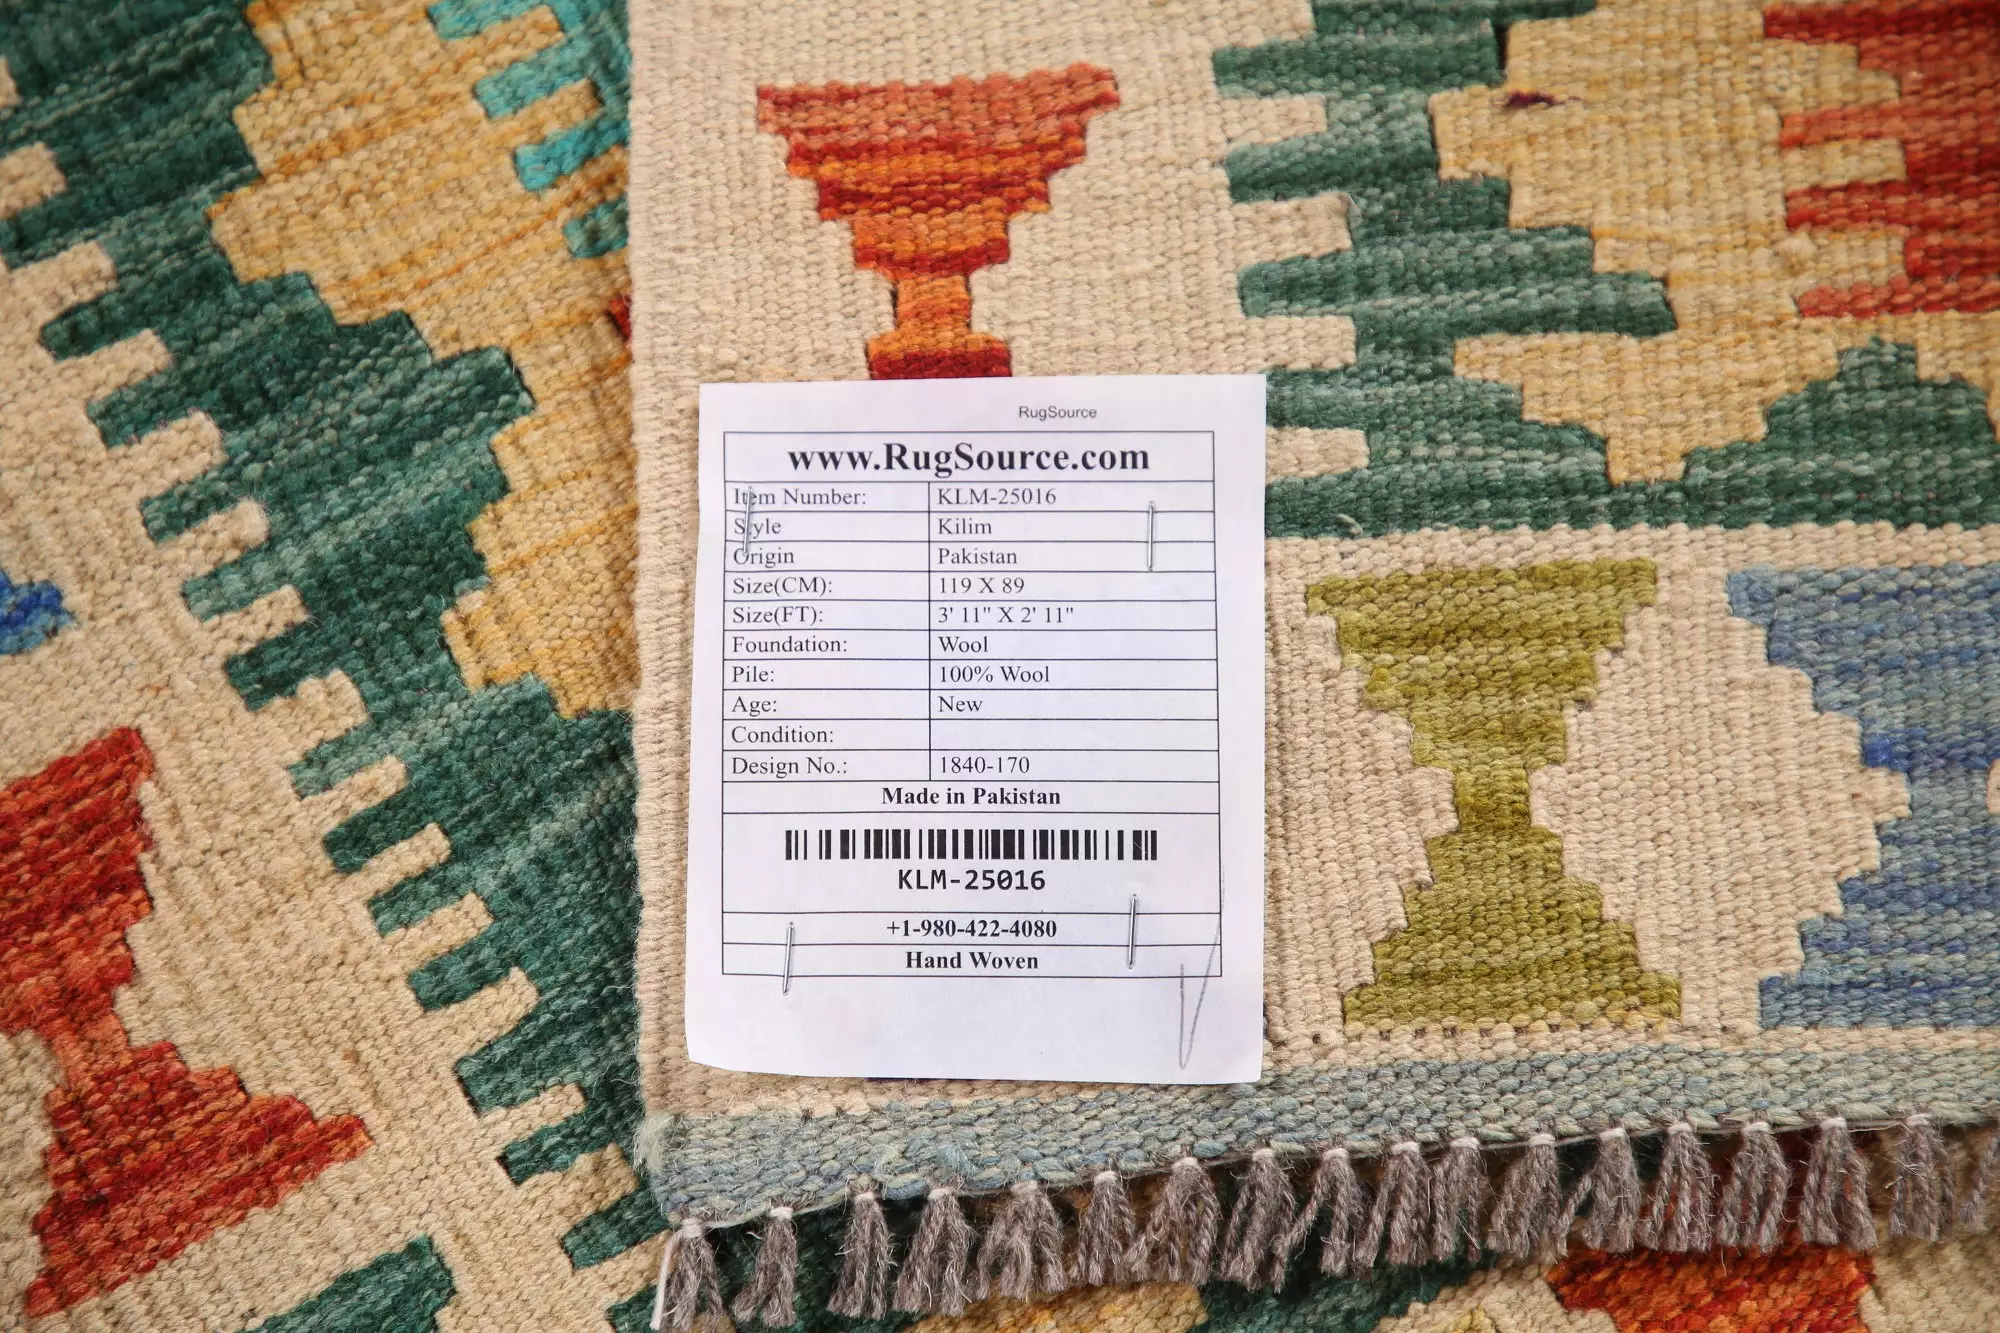 RugSource
www.RugSource.com
Item Number: KLM-25016
Style Kilim
Origin Pakistan
Size(CM): 119 X 89
Size(FT): 3' 11" X 2' 11"
Foundation: Wool
Pile: 100% Wool
Age: New
Condition:
Design No.: 1840-170
Made in Pakistan
KLM-25016
+1-980-422-4080
Hand Woven